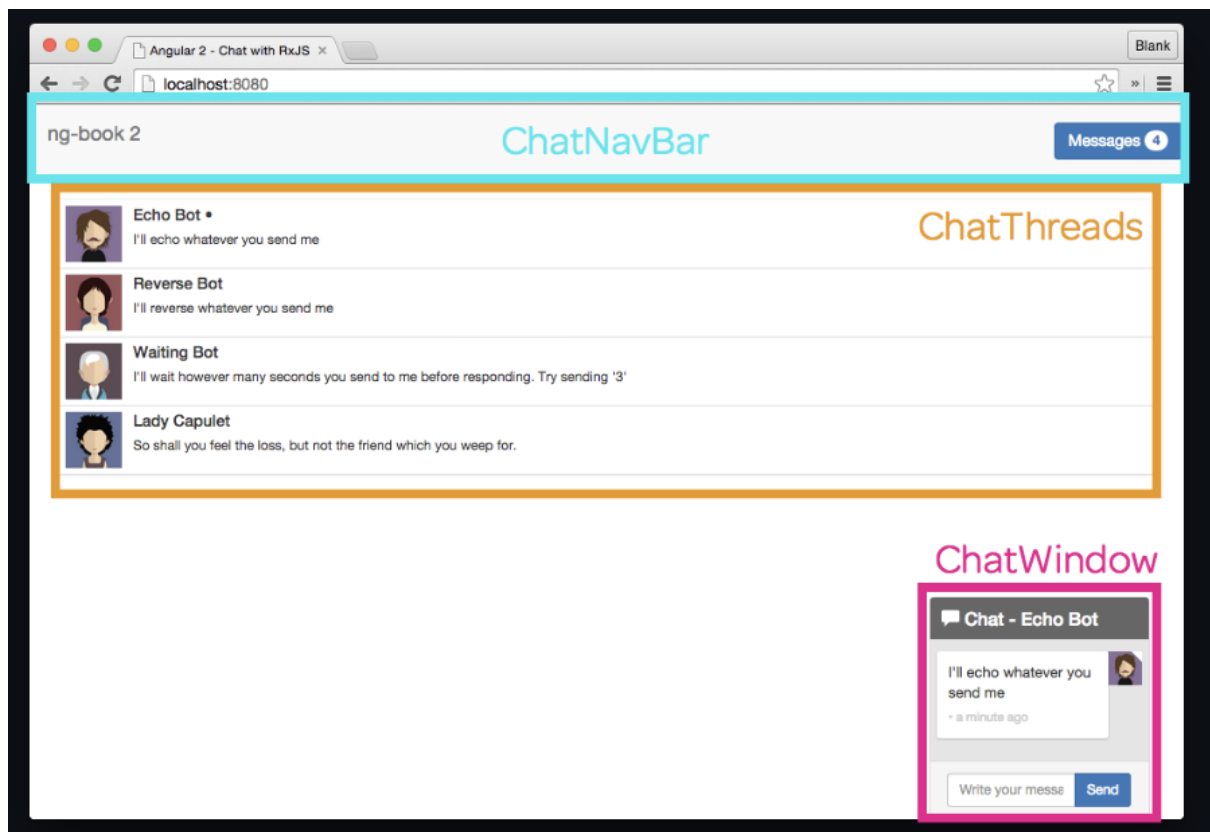 Angular 2 - Chat with RxJS ×
Blank
localhost:8080
»
ng-book 2
ChatNavBar
Messages 4
ChatThreads
Echo Bot •
I'll echo whatever you send me
Reverse Bot
I'll reverse whatever you send me
Waiting Bot
I'll wait however many seconds you send to me before responding. Try sending '3'
Lady Capulet
So shall you feel the loss, but not the friend which you weep for.
ChatWindow
Chat - Echo Bot
I'll echo whatever you
send me
• a minute ago
Write your messa
Send